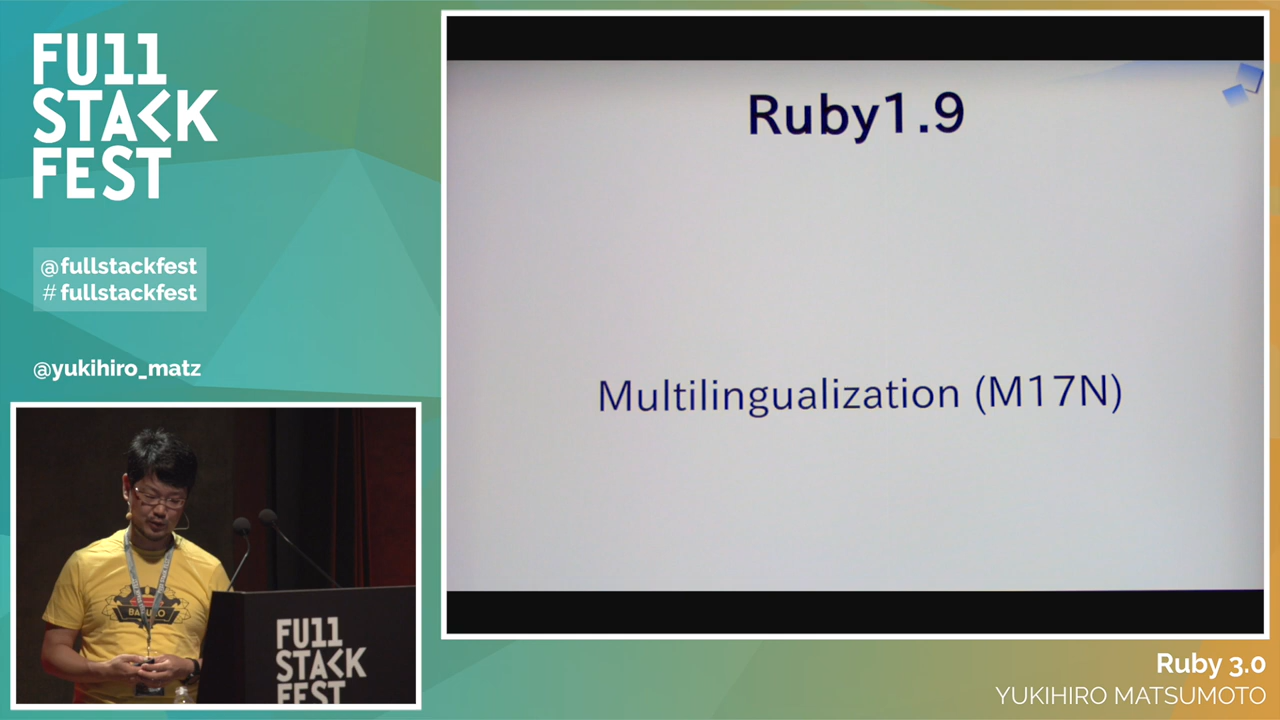 FU11
STACK
FEST
@fullstackfest
# fullstackfest
@yukihiro_matz
Ruby1.9
Multilingualization (M17N)
FU11
STACK
FEST
Ruby 3.0
YUKIHIRO MATSUMOTO